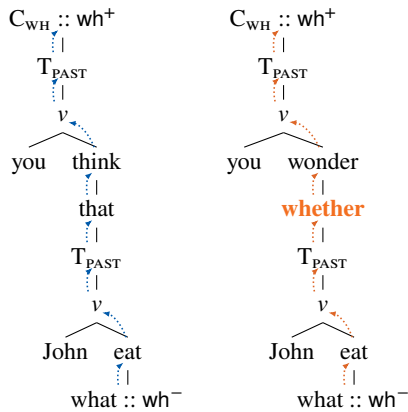 C_WH :: wh⁺
T_PAST
v
you think
that
T_PAST
v
John eat
what :: wh⁻
C_WH :: wh⁺
T_PAST
v
you wonder
whether
T_PAST
v
John eat
what :: wh⁻